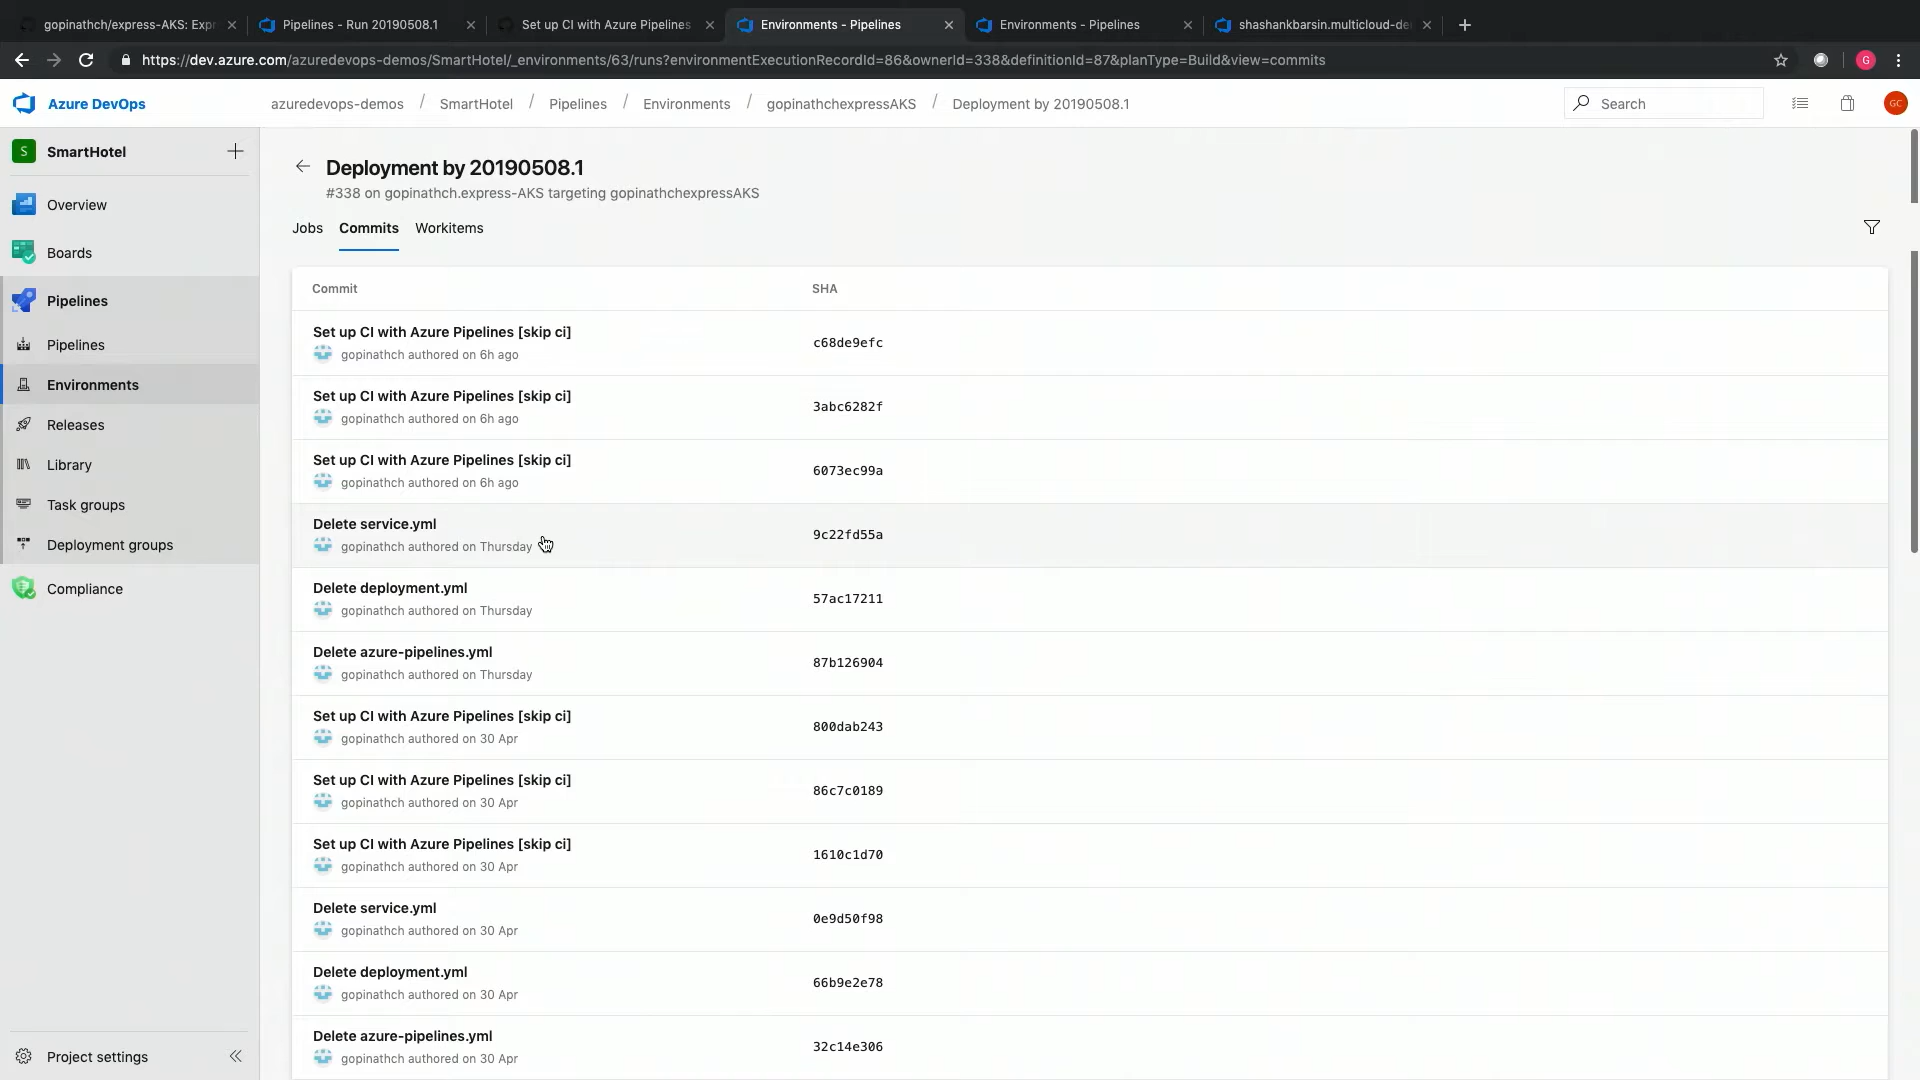 gopinathch/express-AKS: Expr
Pipelines - Run 20190508.1
Set up CI with Azure Pipelines
Environments - Pipelines
Environments - Pipelines
shashankbarsin.multicloud-de
https://dev.azure.com/azuredevops-demos/SmartHotel/_environments/63/runs?environmentExecutionRecordId=86&ownerId=338&definitionId=87&planType=Build&view=commits
G
Azure DevOps
azuredevops-demos / SmartHotel / Pipelines / Environments / gopinathchexpressAKS / Deployment by 20190508.1
Search
GC
S SmartHotel
Overview
Boards
Pipelines
Pipelines
Environments
Releases
Library
Task groups
Deployment groups
Compliance
Project settings
Deployment by 20190508.1
#338 on gopinathch.express-AKS targeting gopinathchexpressAKS
Jobs Commits Workitems
Commit SHA
Set up CI with Azure Pipelines [skip ci]
gopinathch authored on 6h ago
c68de9efc
Set up CI with Azure Pipelines [skip ci]
gopinathch authored on 6h ago
3abc6282f
Set up CI with Azure Pipelines [skip ci]
gopinathch authored on 6h ago
6073ec99a
Delete service.yml
gopinathch authored on Thursday
9c22fd55a
Delete deployment.yml
gopinathch authored on Thursday
57ac17211
Delete azure-pipelines.yml
gopinathch authored on Thursday
87b126904
Set up CI with Azure Pipelines [skip ci]
gopinathch authored on 30 Apr
800dab243
Set up CI with Azure Pipelines [skip ci]
gopinathch authored on 30 Apr
86c7c0189
Set up CI with Azure Pipelines [skip ci]
gopinathch authored on 30 Apr
1610c1d70
Delete service.yml
gopinathch authored on 30 Apr
0e9d50f98
Delete deployment.yml
gopinathch authored on 30 Apr
66b9e2e78
Delete azure-pipelines.yml
gopinathch authored on 30 Apr
32c14e306